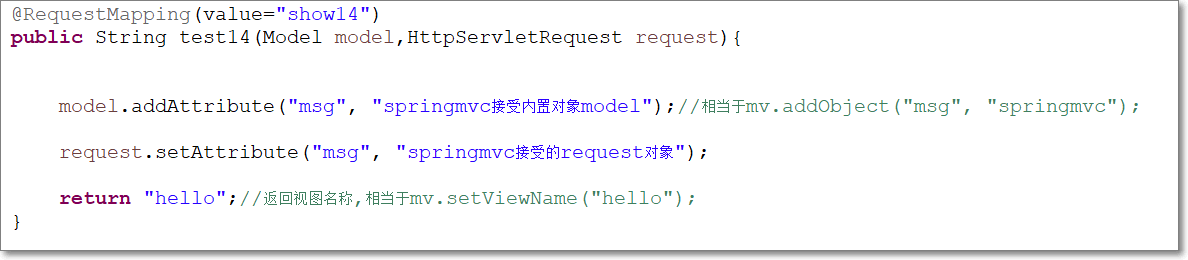 @RequestMapping(value="show14")
public String test14(Model model,HttpServletRequest request){
model.addAttribute("msg", "springmvc接受内置对象model");//相当于mv.addObject("msg", "springmvc");
request.setAttribute("msg", "springmvc接受的request对象");
return "hello";//返回视图名称,相当于mv.setViewName("hello");
}